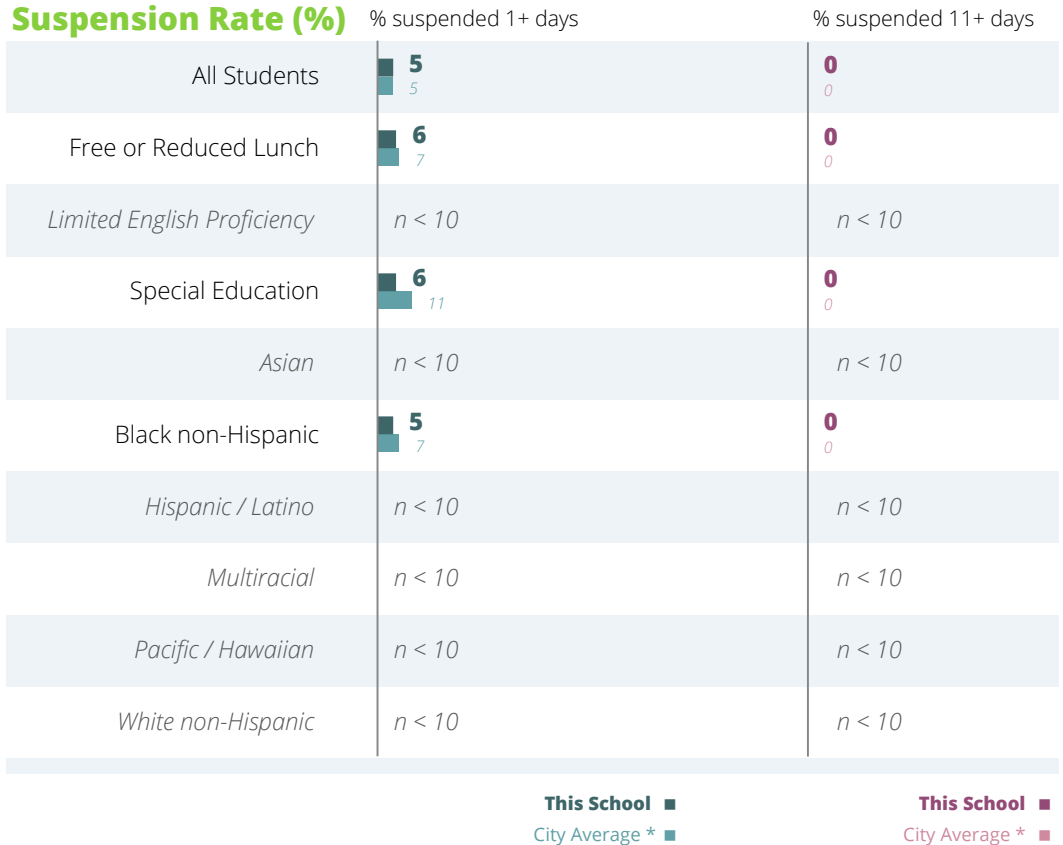 Suspension Rate (%) % suspended 1+ days % suspended 11+ days
All Students 5 0
5 0
Free or Reduced Lunch 6 0
7 0
Limited English Proficiency n < 10 n < 10
Special Education 6 0
11 0
Asian n < 10 n < 10
Black non-Hispanic 5 0
7 0
Hispanic / Latino n < 10 n < 10
Multiracial n < 10 n < 10
Pacific / Hawaiian n < 10 n < 10
White non-Hispanic n < 10 n < 10
This School This School
City Average * City Average *